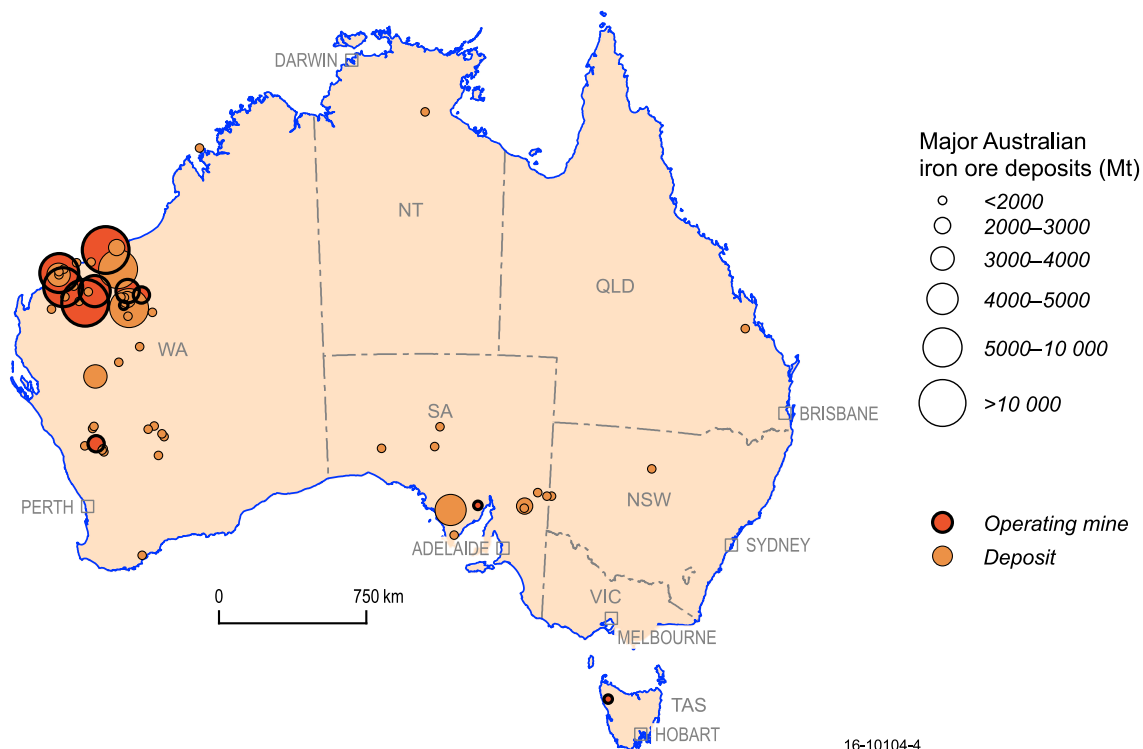 DARWIN
NT
QLD
WA
SA
BRISBANE
NSW
PERTH
ADELAIDE
SYDNEY
VIC
MELBOURNE
TAS
HOBART
0 750 km
Major Australian
iron ore deposits (Mt)
<2000
2000–3000
3000–4000
4000–5000
5000–10 000
>10 000
Operating mine
Deposit
16-10104-4